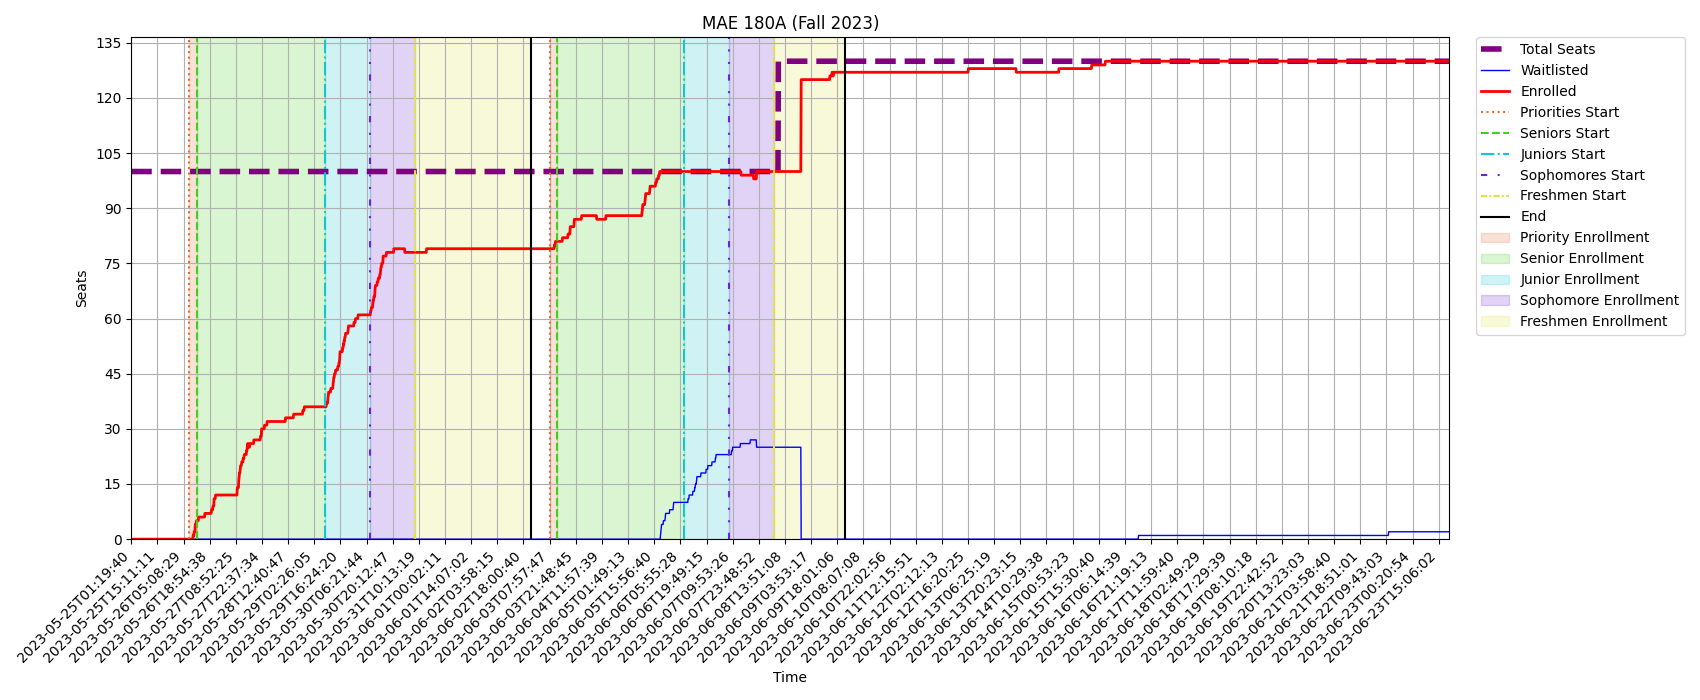 MAE 180A (Fall 2023)
Seats
135
120
105
90
75
60
45
30
15
0
2023-05-25T01:19:40
2023-05-25T15:11:11
2023-05-26T05:08:29
2023-05-26T18:54:38
2023-05-27T08:52:25
2023-05-27T22:37:34
2023-05-28T12:40:47
2023-05-29T02:26:05
2023-05-29T16:24:20
2023-05-30T06:21:44
2023-05-30T20:12:47
2023-05-31T10:13:19
2023-06-01T00:02:11
2023-06-01T14:07:02
2023-06-02T03:58:15
2023-06-02T18:00:40
2023-06-03T07:57:47
2023-06-03T21:48:45
2023-06-04T11:57:39
2023-06-05T01:49:13
2023-06-05T15:56:40
2023-06-06T05:55:28
2023-06-06T19:49:15
2023-06-07T09:53:26
2023-06-07T23:48:52
2023-06-08T13:51:08
2023-06-09T03:53:17
2023-06-09T18:01:06
2023-06-10T08:07:08
2023-06-10T22:02:56
2023-06-11T12:15:51
2023-06-12T02:12:13
2023-06-12T16:20:25
2023-06-13T06:25:19
2023-06-13T20:23:15
2023-06-14T10:29:38
2023-06-15T00:53:23
2023-06-15T15:30:40
2023-06-16T06:14:39
2023-06-16T21:19:13
2023-06-17T11:59:40
2023-06-18T02:49:29
2023-06-18T17:29:39
2023-06-19T08:10:18
2023-06-19T22:42:52
2023-06-20T13:23:03
2023-06-21T03:58:40
2023-06-21T18:51:01
2023-06-22T09:43:03
2023-06-23T00:20:54
2023-06-23T15:06:02
Time
Total Seats
Waitlisted
Enrolled
Priorities Start
Seniors Start
Juniors Start
Sophomores Start
Freshmen Start
End
Priority Enrollment
Senior Enrollment
Junior Enrollment
Sophomore Enrollment
Freshmen Enrollment